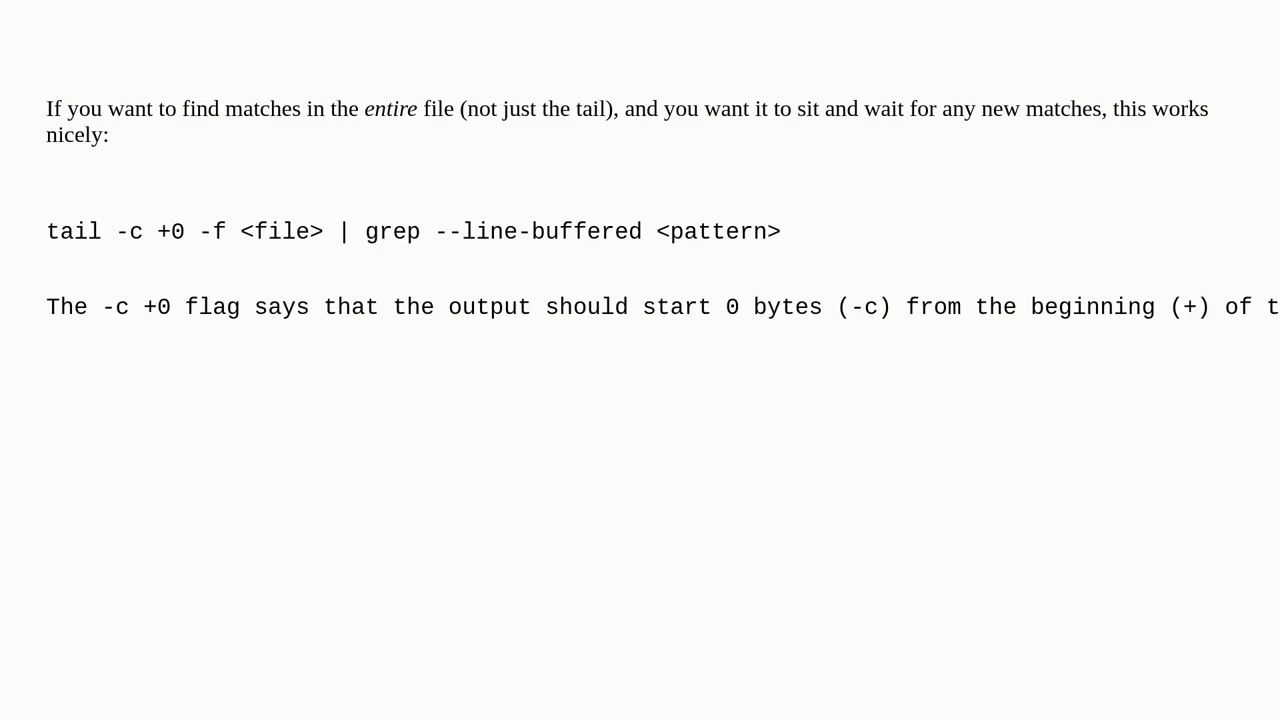 If you want to find matches in the entire file (not just the tail), and you want it to sit and wait for any new matches, this works
nicely:
tail -c +0 -f <file> | grep --line-buffered <pattern>
The -c +0 flag says that the output should start 0 bytes (-c) from the beginning (+) of